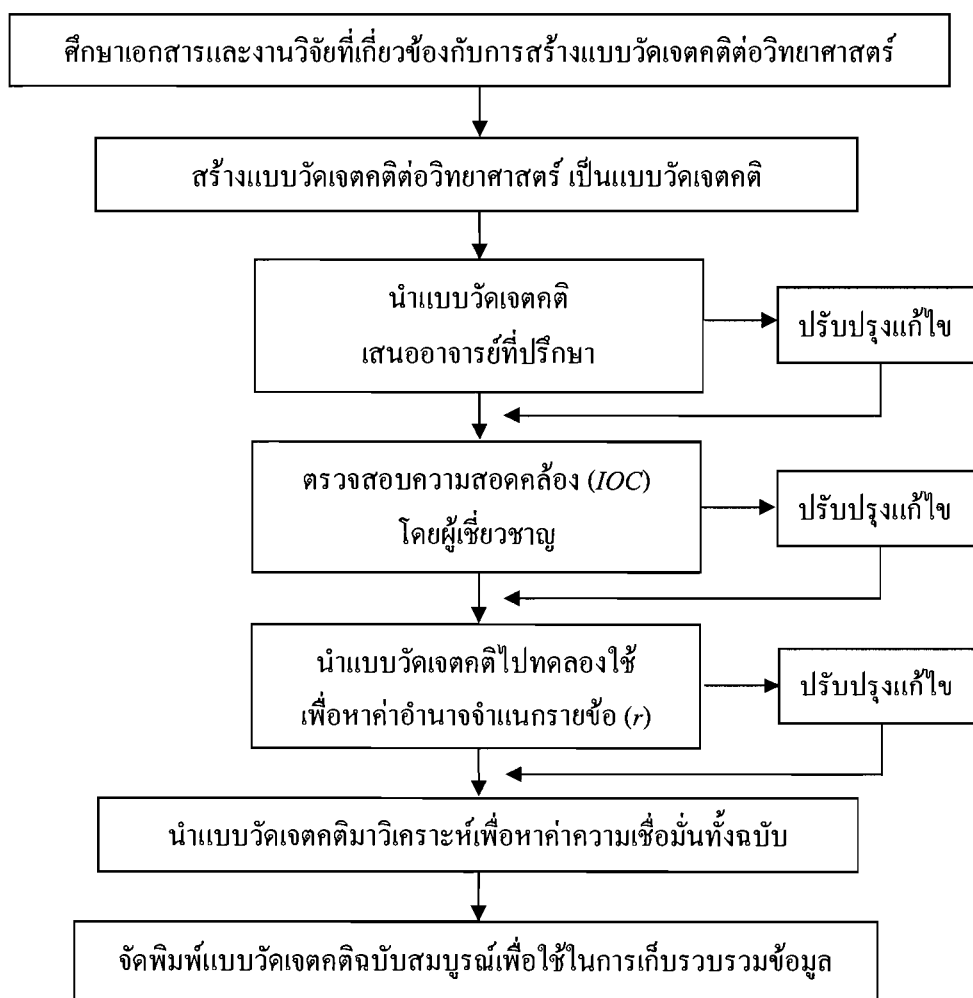 ศึกษาเอกสารและงานวิจัยที่เกี่ยวข้องกับการสร้างแบบวัดเจตคติต่อวิทยาศาสตร์
สร้างแบบวัดเจตคติต่อวิทยาศาสตร์ เป็นแบบวัดเจตคติ
นำแบบวัดเจตคติ
เสนออาจารย์ที่ปรึกษา
ปรับปรุงแก้ไข
ตรวจสอบความสอดคล้อง (IOC)
โดยผู้เชี่ยวชาญ
ปรับปรุงแก้ไข
นำแบบวัดเจตคติไปทดลองใช้
เพื่อหาค่าอำนาจจำแนกรายข้อ (r)
ปรับปรุงแก้ไข
นำแบบวัดเจตคติมาวิเคราะห์เพื่อหาค่าความเชื่อมั่นทั้งฉบับ
จัดพิมพ์แบบวัดเจตคติฉบับสมบูรณ์เพื่อใช้ในการเก็บรวบรวมข้อมูล